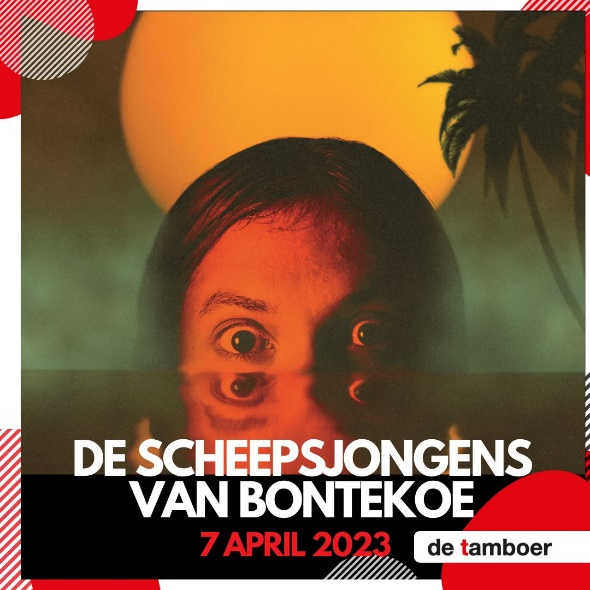 DE SCHEEPSJONGENS
VAN BONTEKOE
7 APRIL 2023
de tamboer